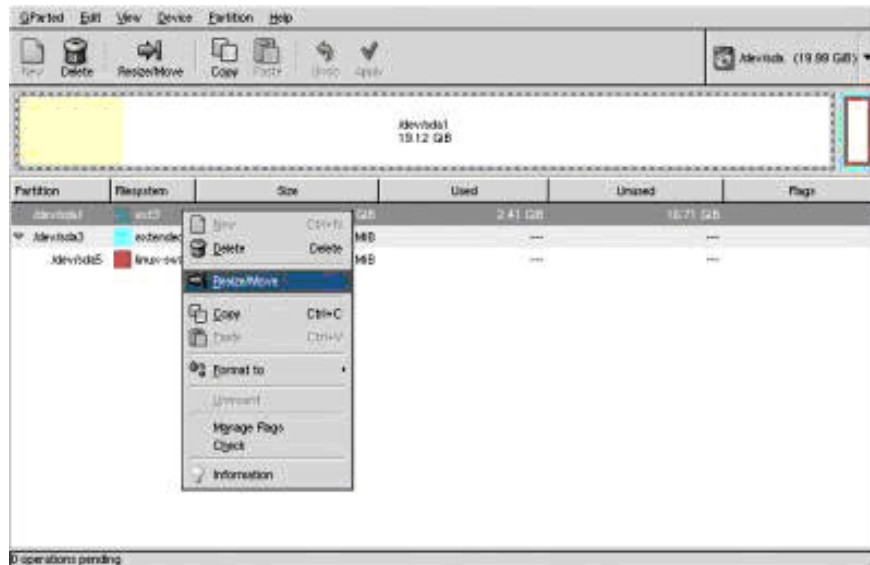 GParted Edit View Device Partition Help
New Delete Resize/Move Copy Paste Undo Apply
/dev/sda (19.99 GiB)
/dev/sda1
19.12 GiB
Partition Filesystem Size Used Unused Flags
/dev/sda1 ext3 GiB 2.41 GiB 16.71 GiB
/dev/sda3 extended MiB --- ---
/dev/sda5 linux-sw MiB --- ---
New Ctrl+N
Delete Delete
Resize/Move
Copy Ctrl+C
Paste Ctrl+V
Format to
Unmount
Manage Flags
Check
Information
0 operations pending